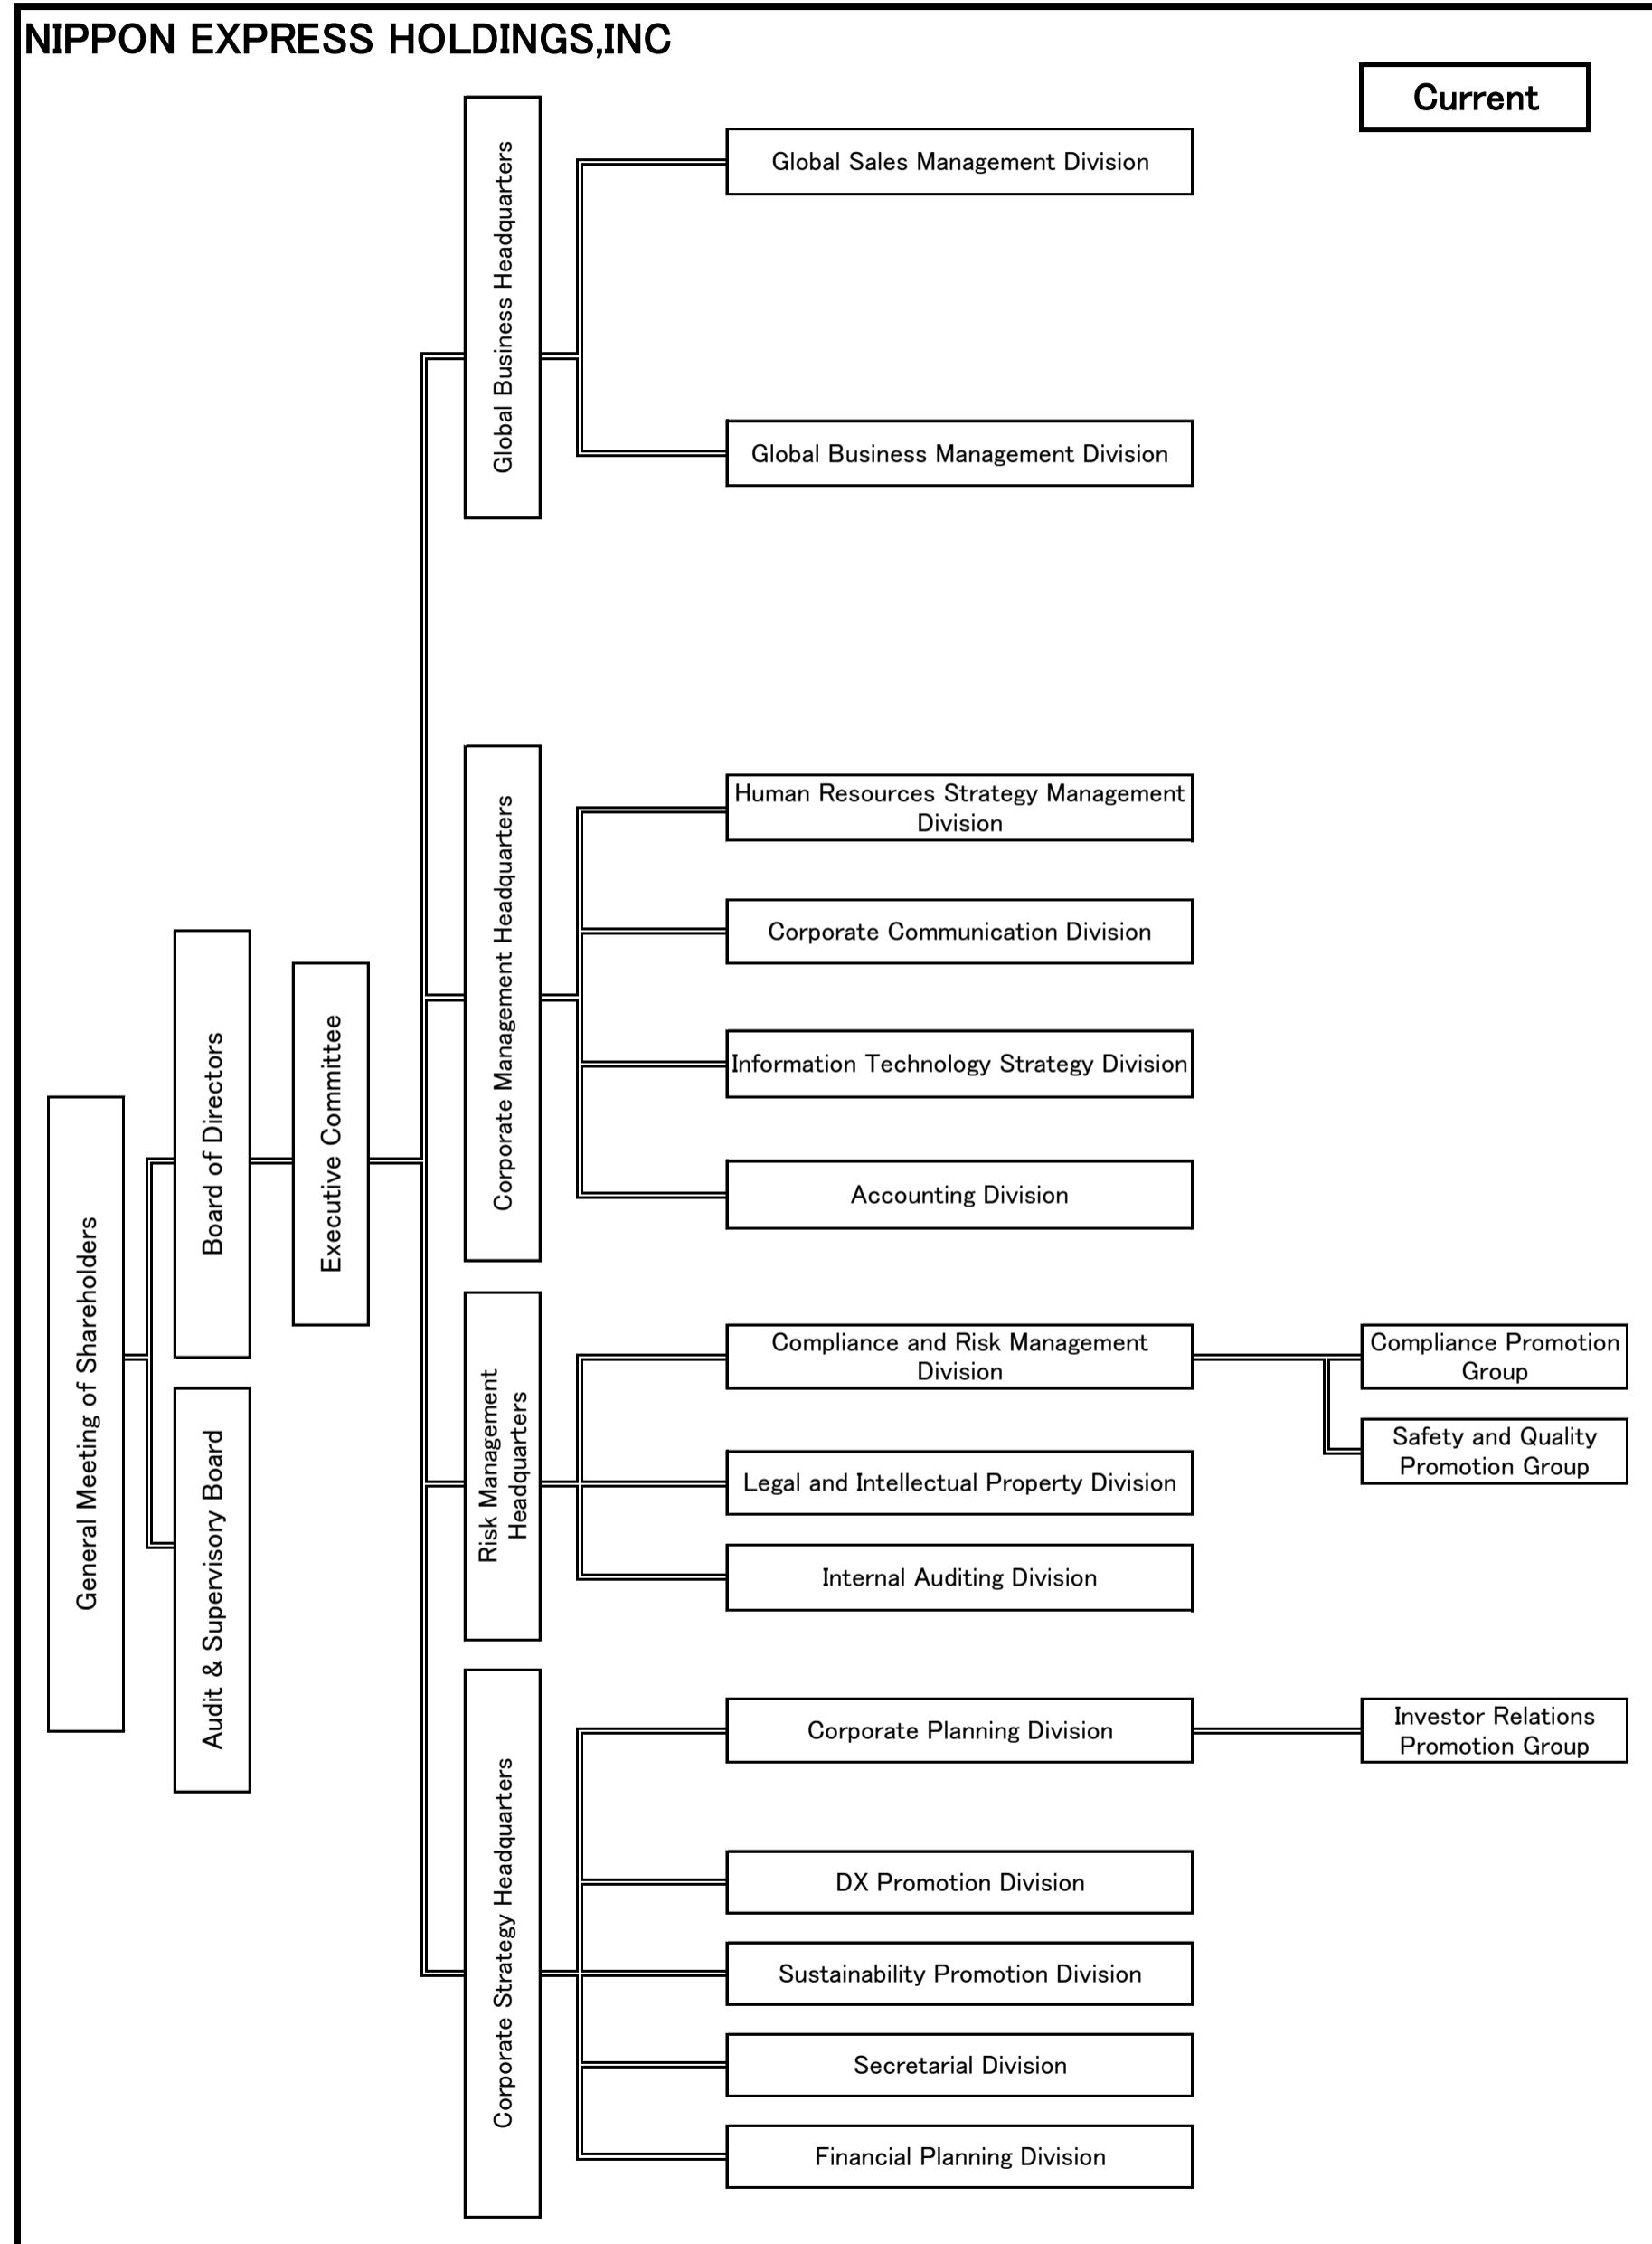 NIPPON EXPRESS HOLDINGS,INC
Current
General Meeting of Shareholders
Board of Directors
Audit & Supervisory Board
Executive Committee
Global Business Headquarters
Global Sales Management Division
Global Business Management Division
Corporate Management Headquarters
Human Resources Strategy Management
Division
Corporate Communication Division
Information Technology Strategy Division
Accounting Division
Risk Management
Headquarters
Compliance and Risk Management
Division
Compliance Promotion
Group
Safety and Quality
Promotion Group
Legal and Intellectual Property Division
Internal Auditing Division
Corporate Strategy Headquarters
Corporate Planning Division
Investor Relations
Promotion Group
DX Promotion Division
Sustainability Promotion Division
Secretarial Division
Financial Planning Division